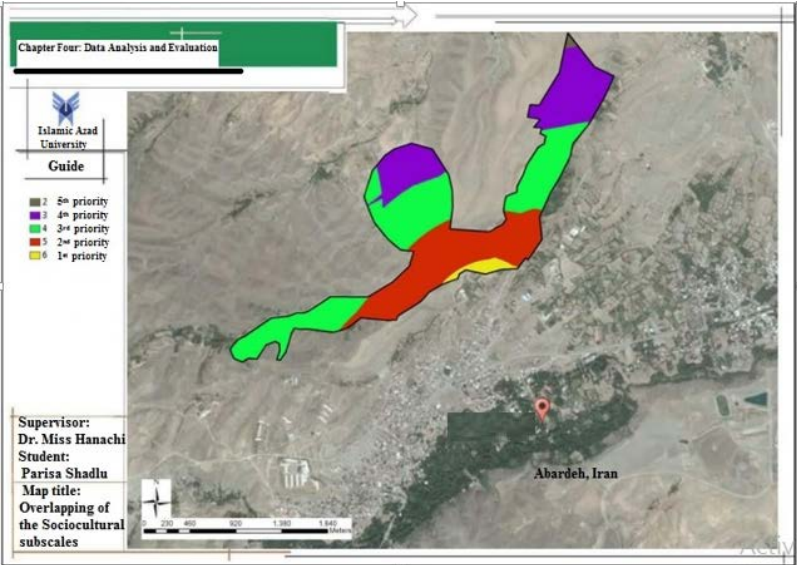 Chapter Four: Data Analysis and Evaluation
Islamic Azad
University
Guide
2 5th priority
3 4th priority
4 3rd priority
5 2nd priority
6 1st priority
Supervisor:
Dr. Miss Hanachi
Student:
Parisa Shadlu
Map title:
Overlapping of
the Sociocultural
subscales
Abardeh, Iran
N
0 230 460 920 1,380 1,840
Meters
Activ